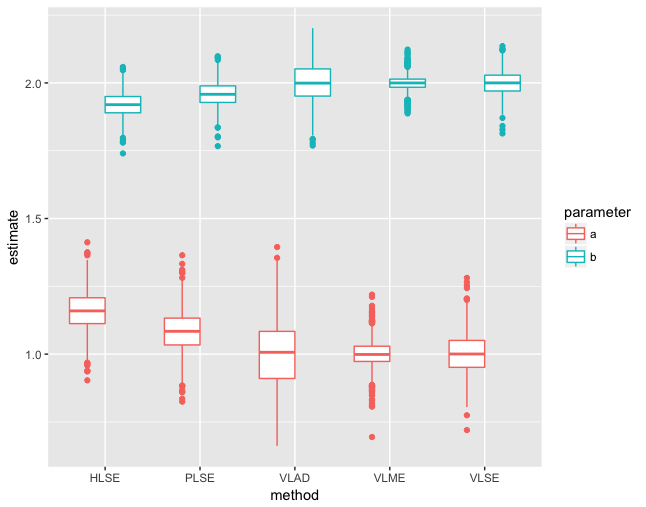 estimate
2.0
1.5
1.0
HLSE PLSE VLAD VLME VLSE
method
parameter
a
b